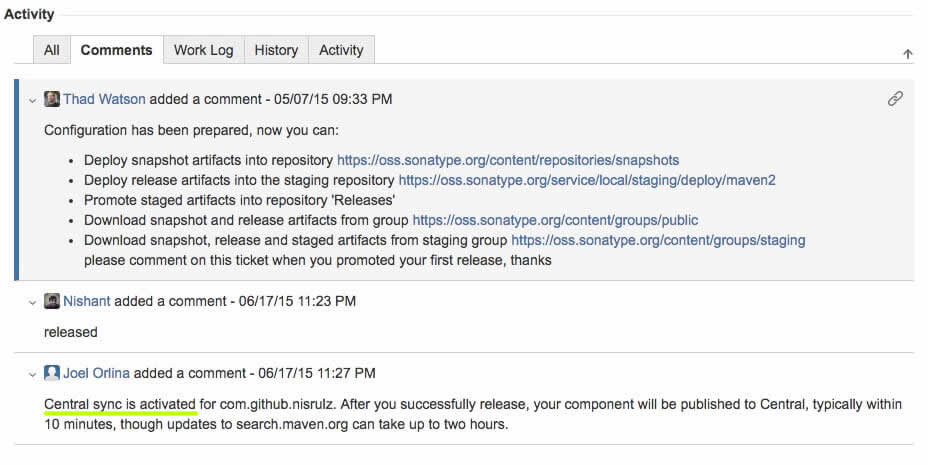 Activity
All Comments Work Log History Activity
Thad Watson added a comment - 05/07/15 09:33 PM
Configuration has been prepared, now you can:
• Deploy snapshot artifacts into repository https://oss.sonatype.org/content/repositories/snapshots
• Deploy release artifacts into the staging repository https://oss.sonatype.org/service/local/staging/deploy/maven2
• Promote staged artifacts into repository 'Releases'
• Download snapshot and release artifacts from group https://oss.sonatype.org/content/groups/public
• Download snapshot, release and staged artifacts from staging group https://oss.sonatype.org/content/groups/staging
please comment on this ticket when you promoted your first release, thanks
Nishant added a comment - 06/17/15 11:23 PM
released
Joel Orlina added a comment - 06/17/15 11:27 PM
Central sync is activated for com.github.nisrulz. After you successfully release, your component will be published to Central, typically within
10 minutes, though updates to search.maven.org can take up to two hours.